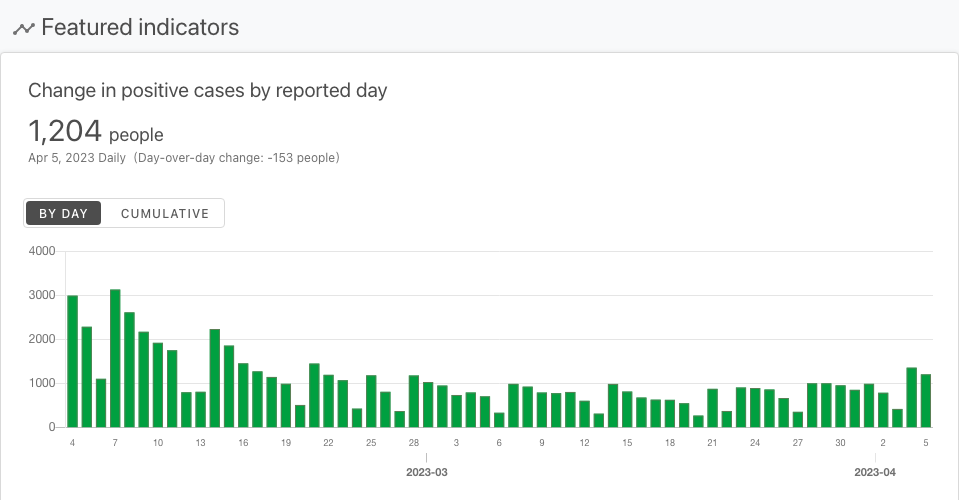 Featured indicators
Change in positive cases by reported day
1,204 people
Apr 5, 2023 Daily (Day-over-day change: -153 people)
BY DAY CUMULATIVE
4000
3000
2000
1000
0
4 7 10 13 16 19 22 25 28 3 6 9 12 15 18 21 24 27 30 2 5
2023-03 2023-04